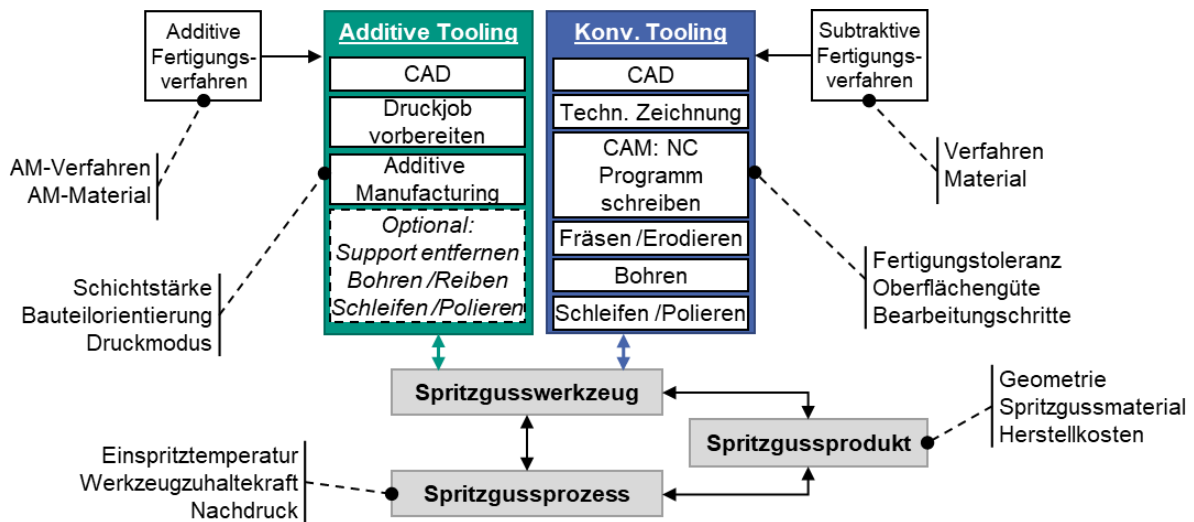 Additive
Fertigungs-
verfahren
Additive Tooling
CAD
Druckjob
vorbereiten
Additive
Manufacturing
Optional:
Support entfernen
Bohren /Reiben
Schleifen /Polieren
Konv. Tooling
CAD
Techn. Zeichnung
CAM: NC
Programm
schreiben
Fräsen /Erodieren
Bohren
Schleifen /Polieren
Subtraktive
Fertigungs-
verfahren
AM-Verfahren
AM-Material
Schichtstärke
Bauteilorientierung
Druckmodus
Verfahren
Material
Fertigungstoleranz
Oberflächengüte
Bearbeitungschritte
Spritzgusswerkzeug
Spritzgussprodukt
Geometrie
Spritzgussmaterial
Herstellkosten
Einspritztemperatur
Werkzeugzuhaltekraft
Nachdruck
Spritzgussprozess